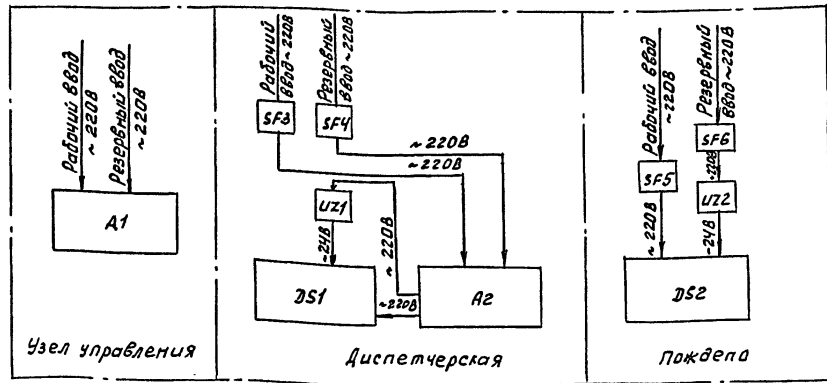 Рабочий ввод
~220В
Резервный ввод
~220В
А1
Узел управления
Рабочий
ввод~220В
Резервный
ввод~220В
SF3
SF4
~220В
~220В
UZ1
-24В
~220В
DS1
~220В
А2
Диспетчерская
Рабочий ввод
~220В
Резервный
ввод~220В
SF6
SF5
~220В
UZ2
~220В
-24В
DS2
Пождепо